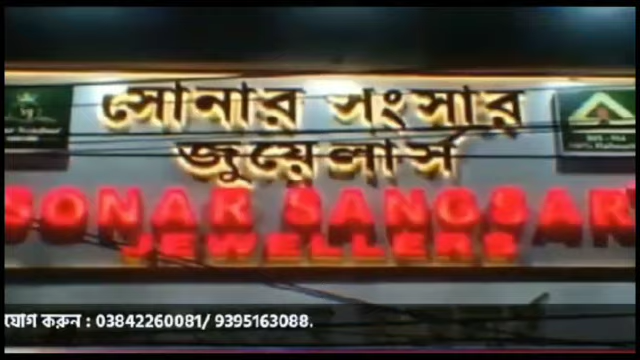 সোনার সংসার
জুয়েলার্স
SONAR SANGSAR
JEWELLERS
যোগ করুন : 03842260081/ 9395163088.